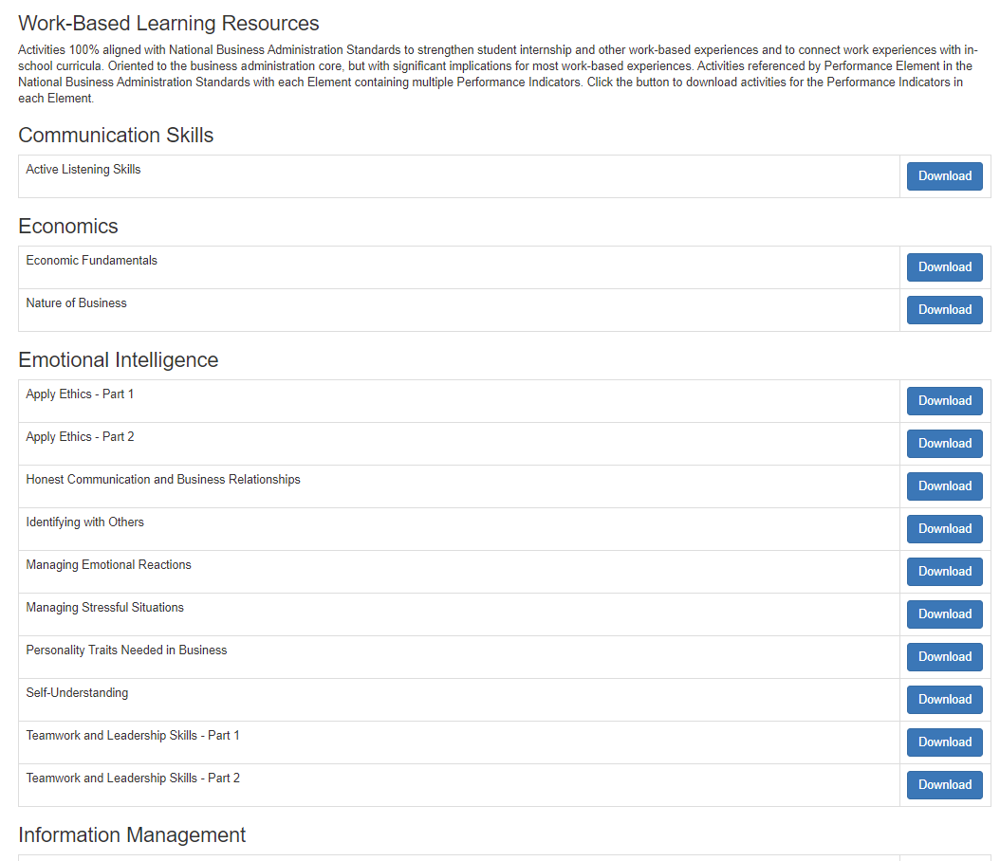 Work-Based Learning Resources
Activities 100% aligned with National Business Administration Standards to strengthen student internship and other work-based experiences and to connect work experiences with in-
school curricula. Oriented to the business administration core, but with significant implications for most work-based experiences. Activities referenced by Performance Element in the
National Business Administration Standards with each Element containing multiple Performance Indicators. Click the button to download activities for the Performance Indicators in
each Element.
Communication Skills
Active Listening Skills
Download
Economics
Economic Fundamentals
Download
Nature of Business
Download
Emotional Intelligence
Apply Ethics - Part 1
Download
Apply Ethics - Part 2
Download
Honest Communication and Business Relationships
Download
Identifying with Others
Download
Managing Emotional Reactions
Download
Managing Stressful Situations
Download
Personality Traits Needed in Business
Download
Self-Understanding
Download
Teamwork and Leadership Skills - Part 1
Download
Teamwork and Leadership Skills - Part 2
Download
Information Management